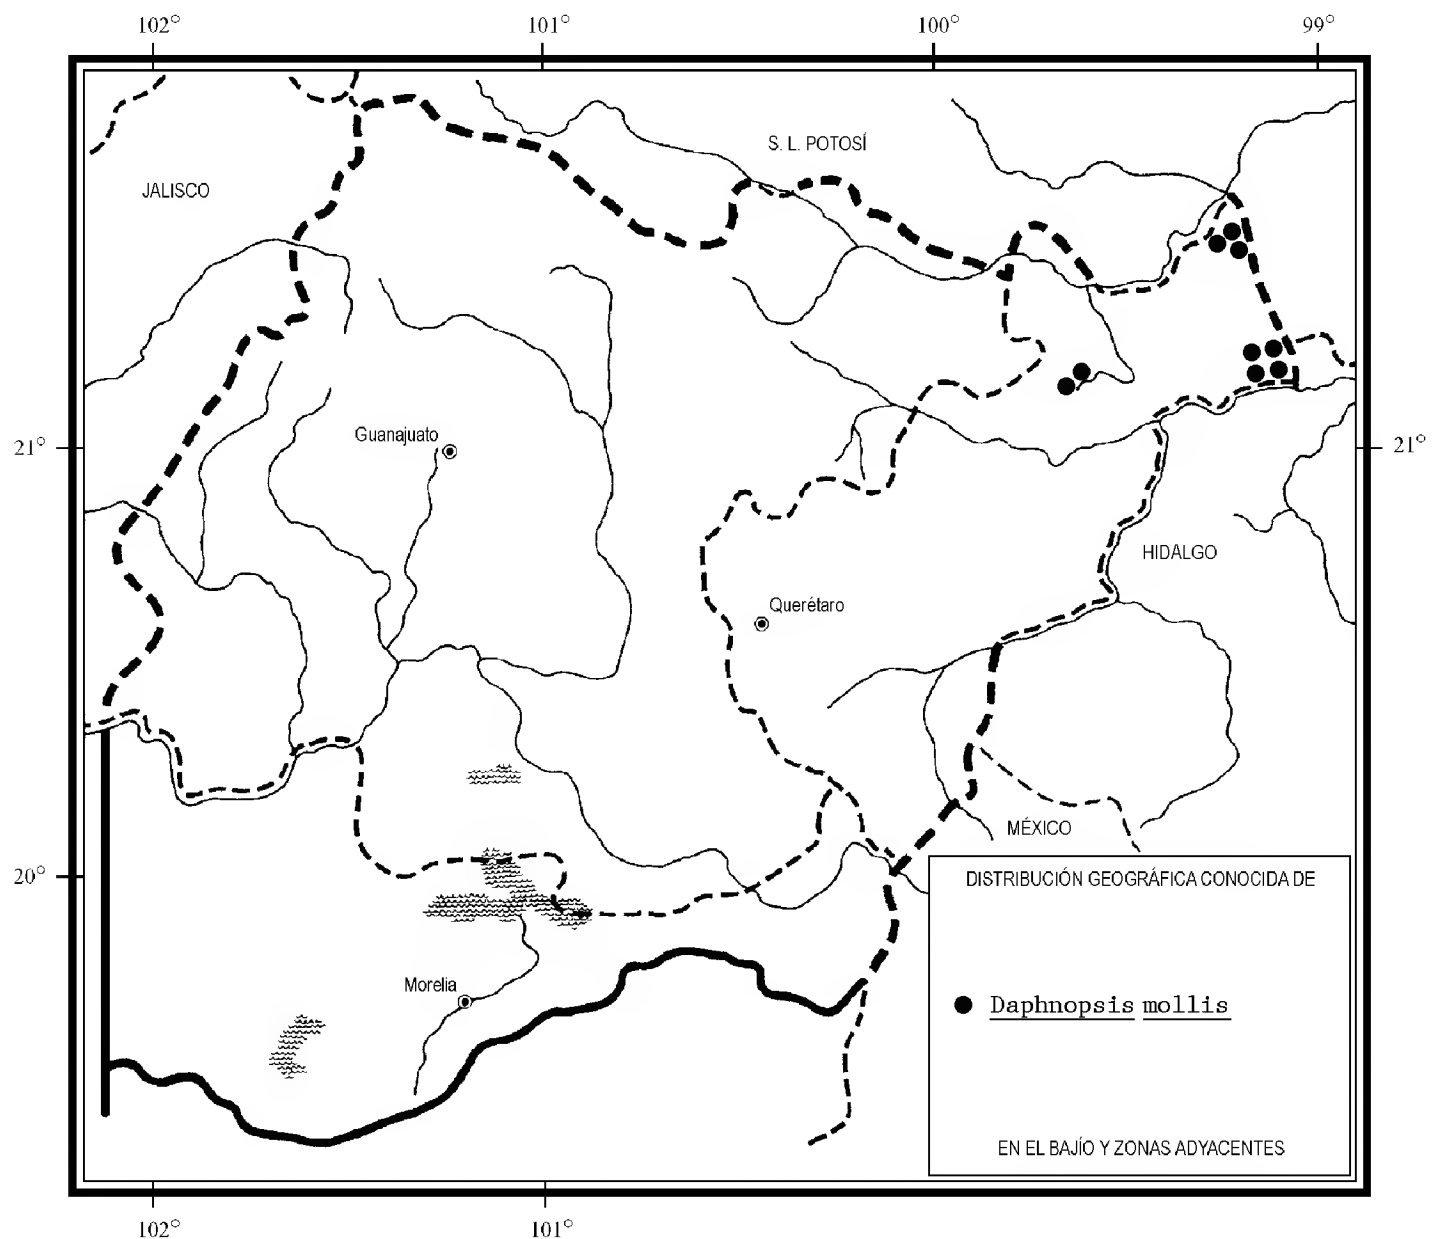 102° 101° 100° 99°
S. L. POTOSÍ
JALISCO
Guanajuato
21° 21°
HIDALGO
Querétaro
MÉXICO
20°
DISTRIBUCIÓN GEOGRÁFICA CONOCIDA DE
Morelia
Daphnopsis mollis
EN EL BAJÍO Y ZONAS ADYACENTES
102° 101°